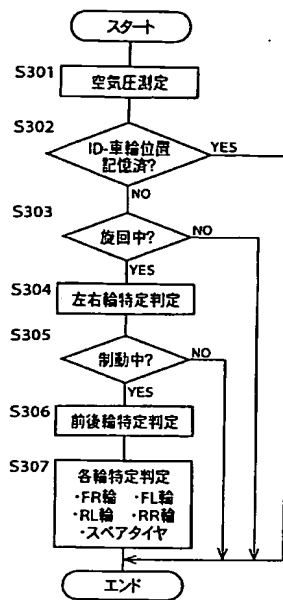 スタート
S301
空気圧測定
S302
ID-車輪位置
記憶済?
YES
NO
S303
旋回中?
NO
YES
S304
左右輪特定判定
S305
制動中?
NO
YES
S306
前後輪特定判定
S307
各輪特定判定
・FR輪 ・FL輪
・RL輪 ・RR輪
・スペアタイヤ
エンド